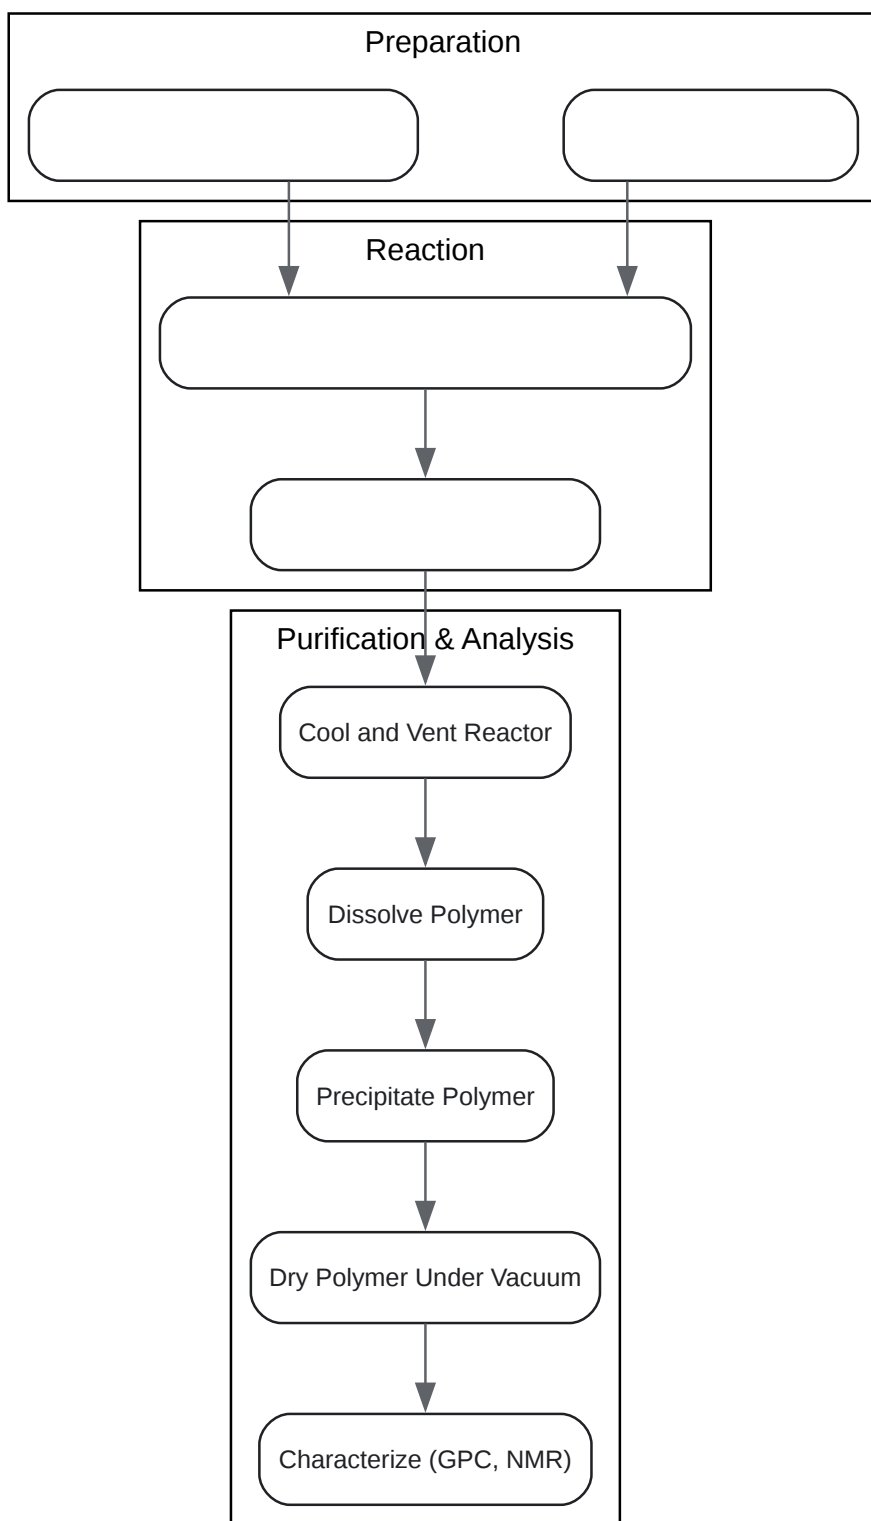 Preparation
Reaction
Purification & Analysis
Cool and Vent Reactor
Dissolve Polymer
Precipitate Polymer
Dry Polymer Under Vacuum
Characterize (GPC, NMR)